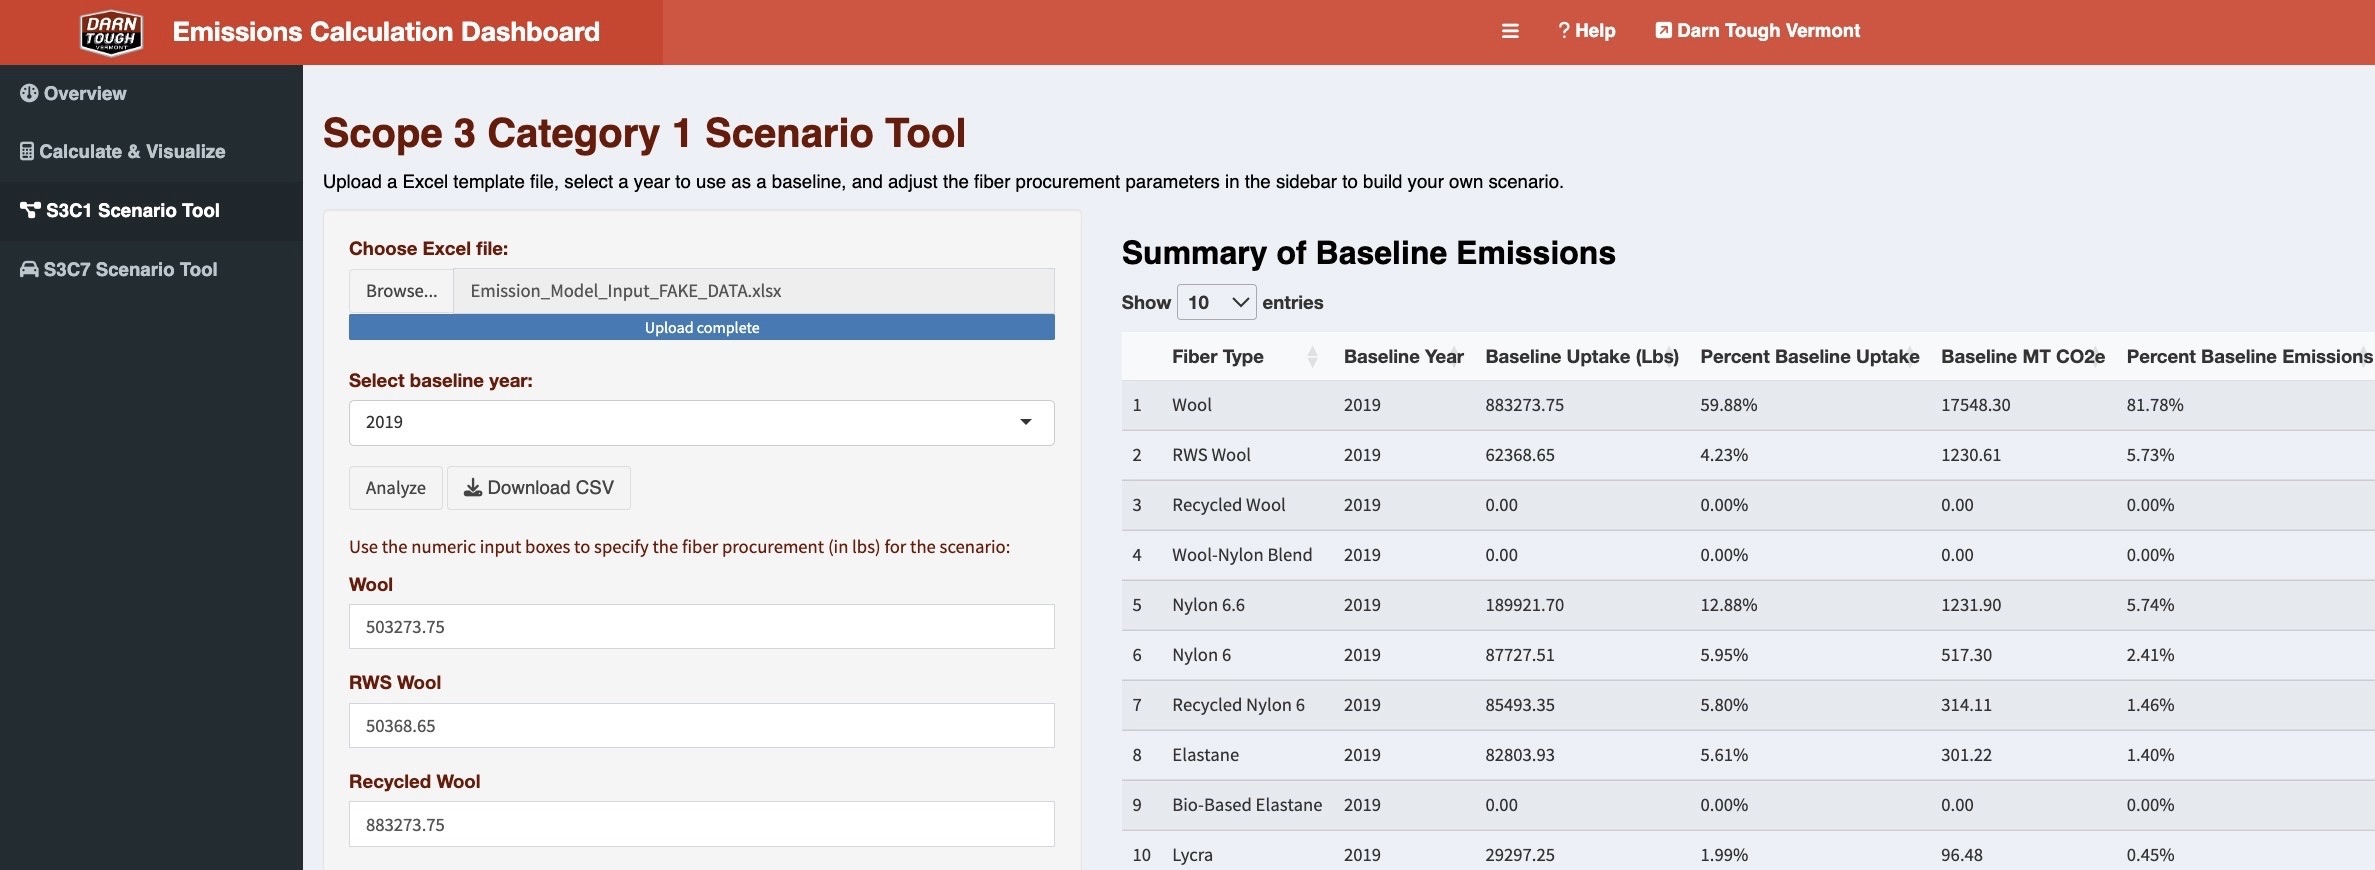 DARN
TOUGH
VERMONT
Emissions Calculation Dashboard
? Help
Darn Tough Vermont
Overview
Calculate & Visualize
S3C1 Scenario Tool
S3C7 Scenario Tool
Scope 3 Category 1 Scenario Tool
Upload a Excel template file, select a year to use as a baseline, and adjust the fiber procurement parameters in the sidebar to build your own scenario.
Choose Excel file:
Browse... Emission_Model_Input_FAKE_DATA.xlsx
Upload complete
Select baseline year:
2019
Analyze Download CSV
Use the numeric input boxes to specify the fiber procurement (in lbs) for the scenario:
Wool
503273.75
RWS Wool
50368.65
Recycled Wool
883273.75
Summary of Baseline Emissions
Show 10 entries
Fiber Type Baseline Year Baseline Uptake (Lbs) Percent Baseline Uptake Baseline MT CO2e Percent Baseline Emissions
1 Wool 2019 883273.75 59.88% 17548.30 81.78%
2 RWS Wool 2019 62368.65 4.23% 1230.61 5.73%
3 Recycled Wool 2019 0.00 0.00% 0.00 0.00%
4 Wool-Nylon Blend 2019 0.00 0.00% 0.00 0.00%
5 Nylon 6.6 2019 189921.70 12.88% 1231.90 5.74%
6 Nylon 6 2019 87727.51 5.95% 517.30 2.41%
7 Recycled Nylon 6 2019 85493.35 5.80% 314.11 1.46%
8 Elastane 2019 82803.93 5.61% 301.22 1.40%
9 Bio-Based Elastane 2019 0.00 0.00% 0.00 0.00%
10 Lycra 2019 29297.25 1.99% 96.48 0.45%